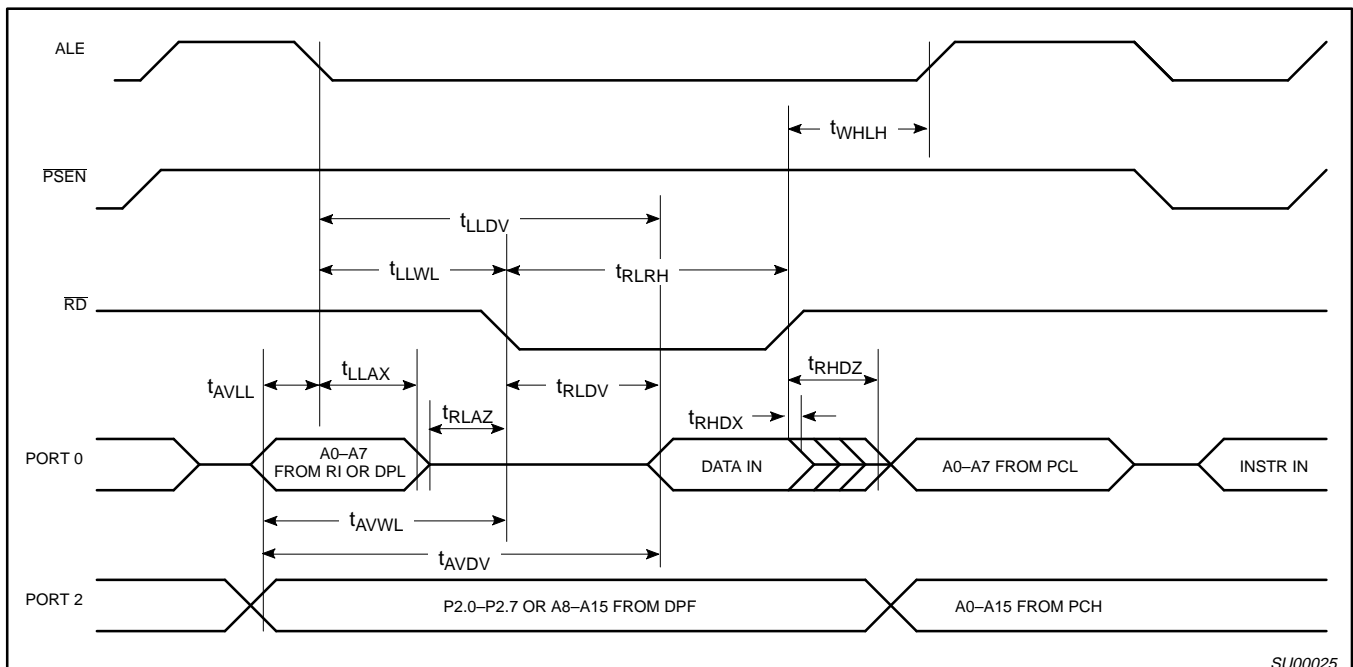 ALE
tWHLH
PSEN
tLLDV
tLLWL
tRLRH
RD
tAVLL
tLLAX
tRLDV
tRHDZ
tRLAZ
tRHDX
PORT 0
A0–A7
FROM RI OR DPL
DATA IN
A0–A7 FROM PCL
INSTR IN
tAVWL
tAVDV
PORT 2
P2.0–P2.7 OR A8–A15 FROM DPF
A0–A15 FROM PCH
SU00025